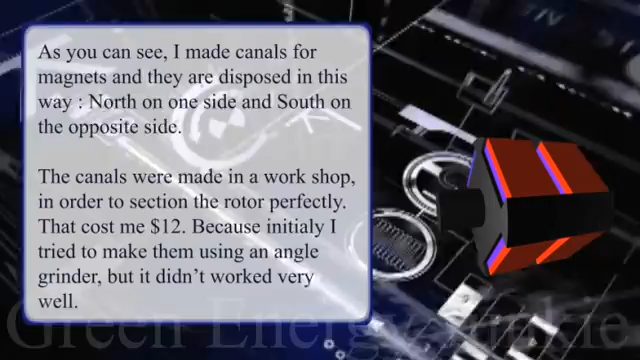 As you can see, I made canals for
magnets and they are disposed in this
way : North on one side and South on
the opposite side.
The canals were made in a work shop,
in order to section the rotor perfectly.
That cost me $12. Because initialy I
tried to make them using an angle
grinder, but it didn't worked very
well.
Green Energy